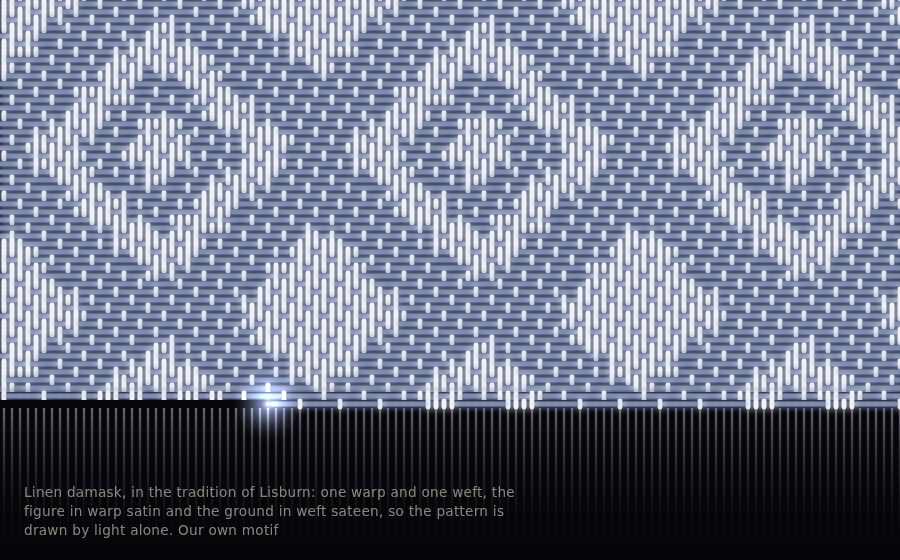 Linen damask, in the tradition of Lisburn: one warp and one weft, the
figure in warp satin and the ground in weft sateen, so the pattern is
drawn by light alone. Our own motif